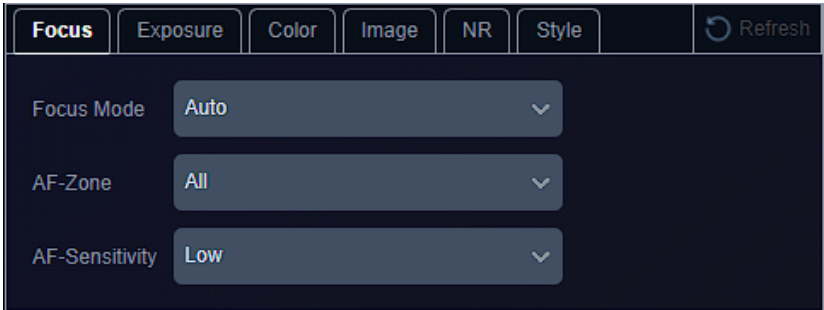 Focus Exposure Color Image NR Style Refresh
Focus Mode Auto
AF-Zone All
AF-Sensitivity Low